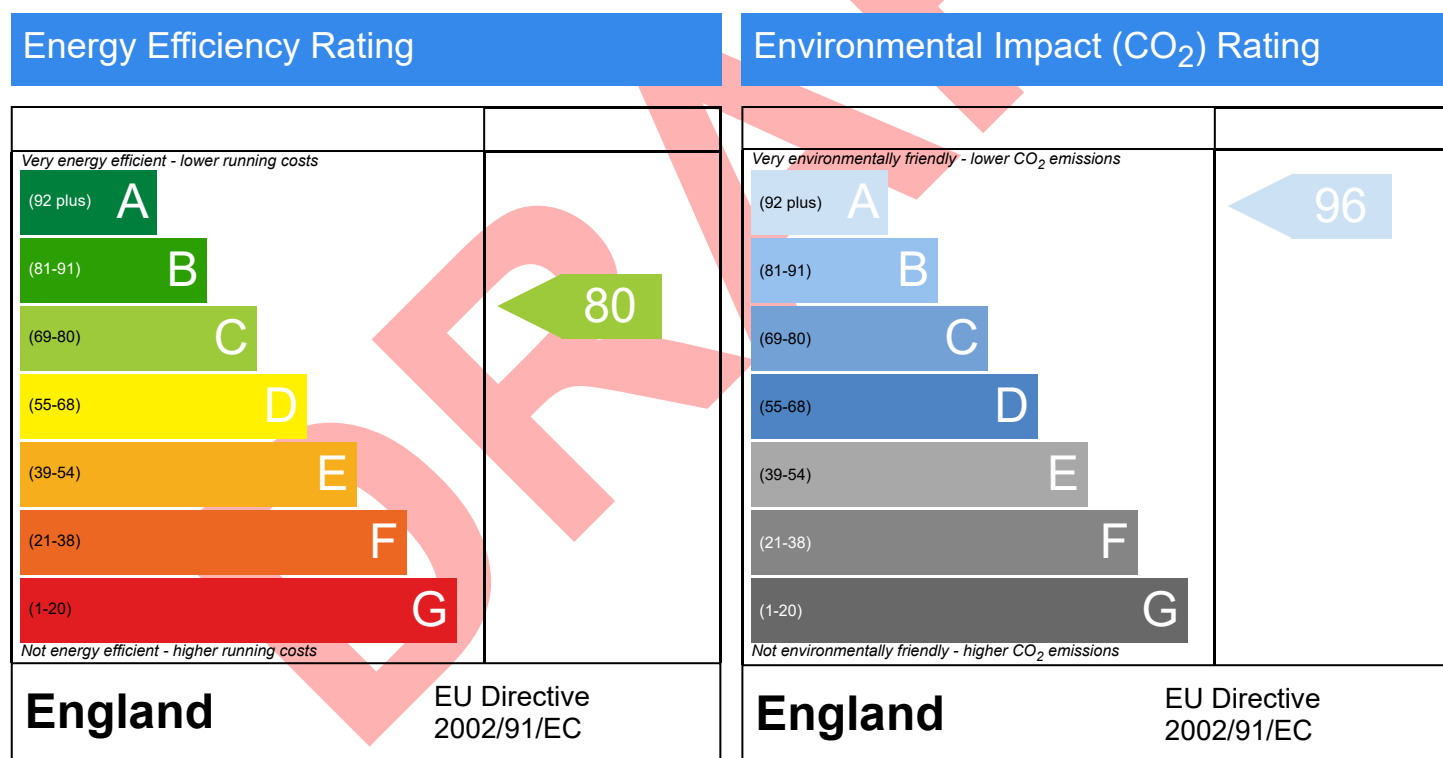 Energy Efficiency Rating
Very energy efficient - lower running costs
(92 plus) A
(81-91) B
(69-80) C
(55-68) D
(39-54) E
(21-38) F
(1-20) G
80
Not energy efficient - higher running costs
England
EU Directive
2002/91/EC
Environmental Impact (CO₂) Rating
Very environmentally friendly - lower CO₂ emissions
(92 plus) A
(81-91) B
(69-80) C
(55-68) D
(39-54) E
(21-38) F
(1-20) G
96
Not environmentally friendly - higher CO₂ emissions
England
EU Directive
2002/91/EC